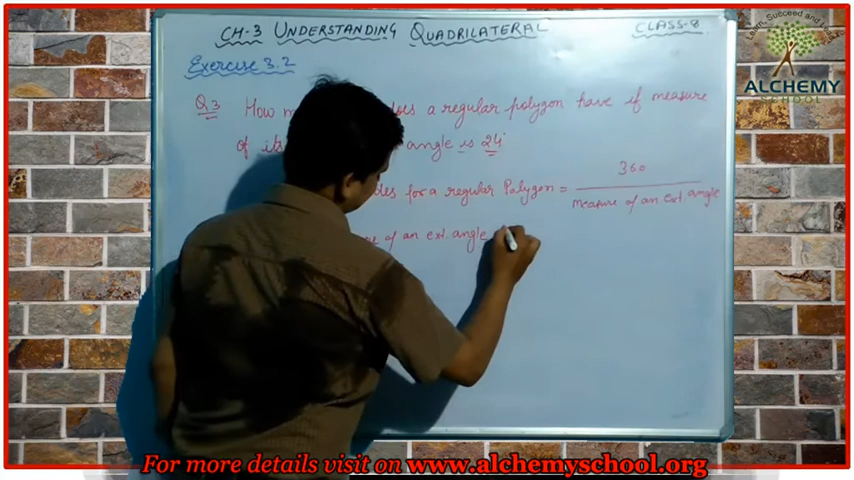 CH-3 UNDERSTANDING QUADRILATERAL
CLASS-8
Learn, Succeed and Lead
ALCHEMY
SCHOOL
Exercise 3.2
Q3 How does a regular polygon have if measure
of its angle is 24°
for a regular Polygon = 360
measure of an ext angle
of an ext. angle
For more details visit on www.alchemyschool.org